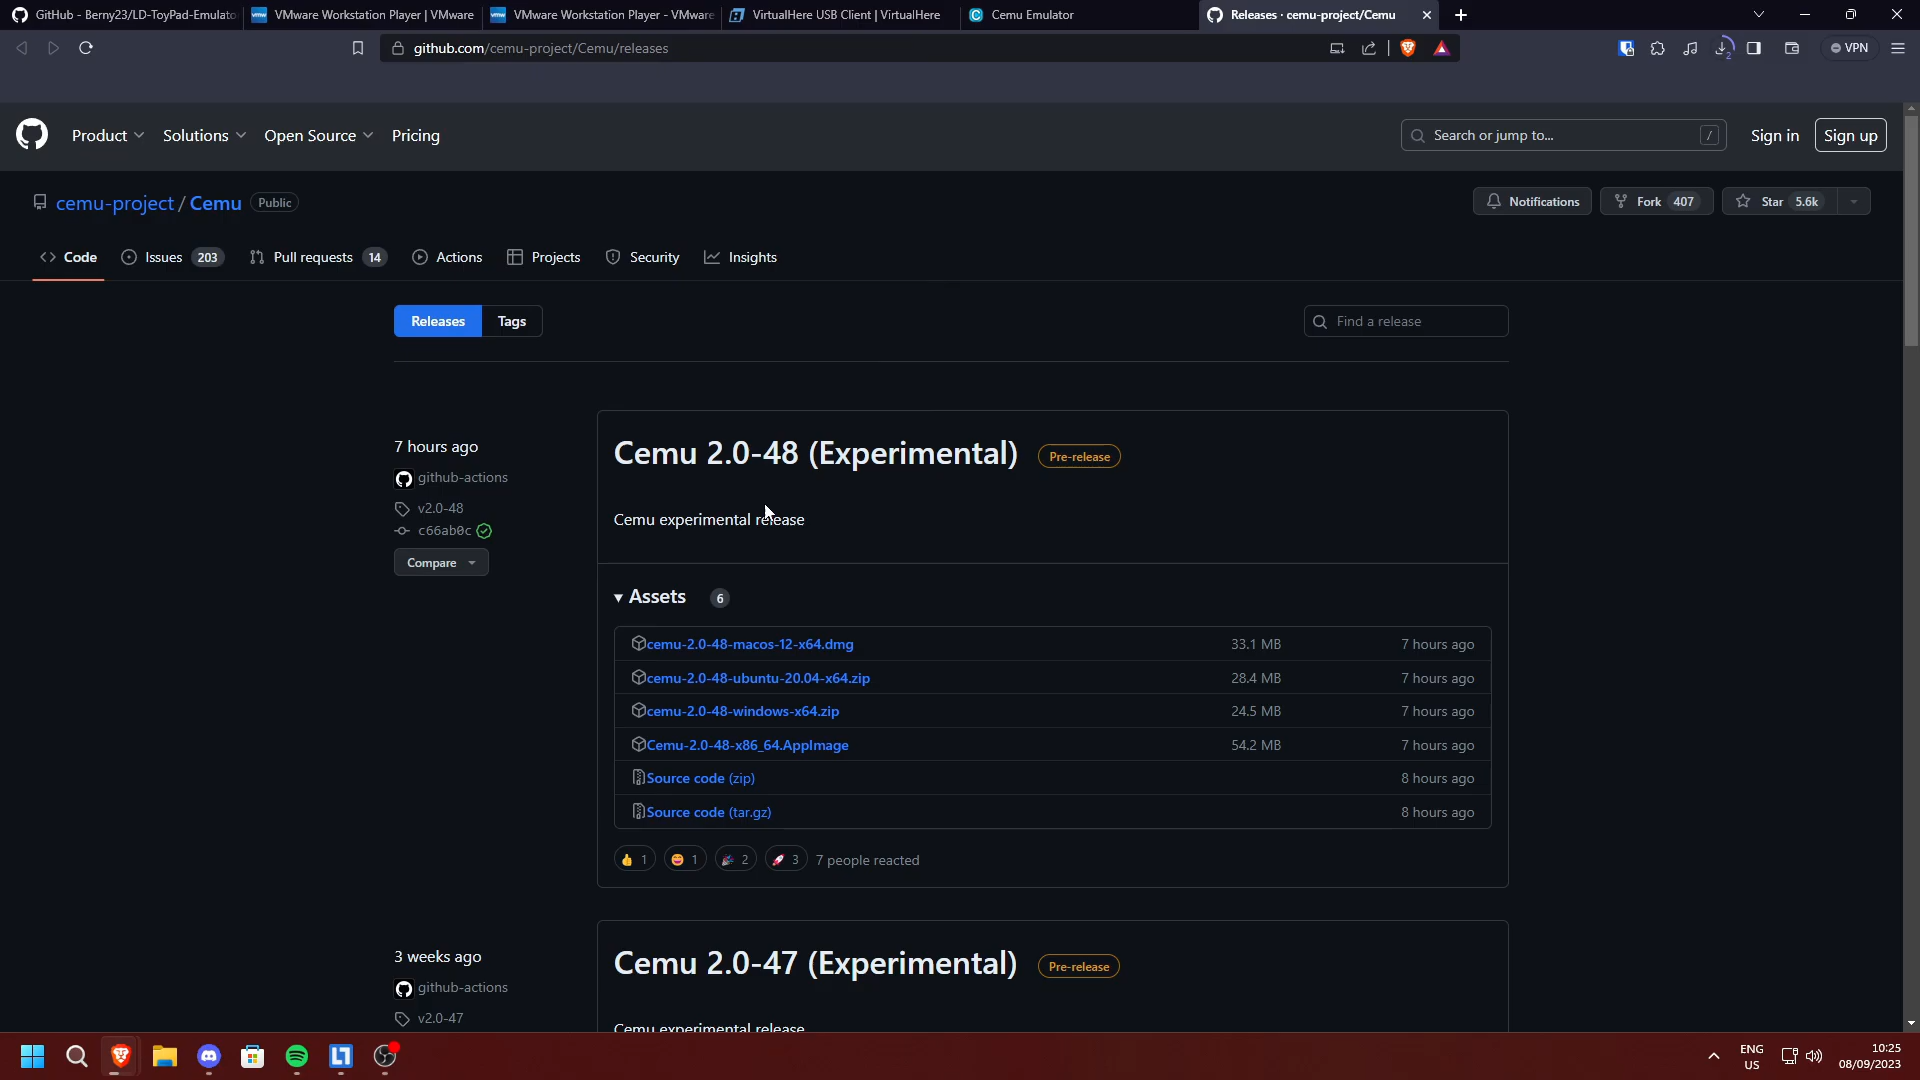 GitHub - Berny23/LD-ToyPad-Emulato
VMware Workstation Player | VMware
VMware Workstation Player - VMware
VirtualHere USB Client | VirtualHere
Cemu Emulator
Releases · cemu-project/Cemu
github.com/cemu-project/Cemu/releases
2
VPN
Product
Solutions
Open Source
Pricing
Search or jump to...
/
Sign in
Sign up
cemu-project / Cemu
Public
Notifications
Fork 407
Star 5.6k
Code
Issues 203
Pull requests 14
Actions
Projects
Security
Insights
Releases
Tags
Find a release
7 hours ago
github-actions
v2.0-48
c66ab0c
Compare
Cemu 2.0-48 (Experimental)
Pre-release
Cemu experimental release
Assets 6
cemu-2.0-48-macos-12-x64.dmg 33.1 MB 7 hours ago
cemu-2.0-48-ubuntu-20.04-x64.zip 28.4 MB 7 hours ago
cemu-2.0-48-windows-x64.zip 24.5 MB 7 hours ago
Cemu-2.0-48-x86_64.AppImage 54.2 MB 7 hours ago
Source code (zip) 8 hours ago
Source code (tar.gz) 8 hours ago
1 1 2 3 7 people reacted
3 weeks ago
github-actions
v2.0-47
Cemu 2.0-47 (Experimental)
Pre-release
Cemu experimental release
ENG
US
10:25
08/09/2023